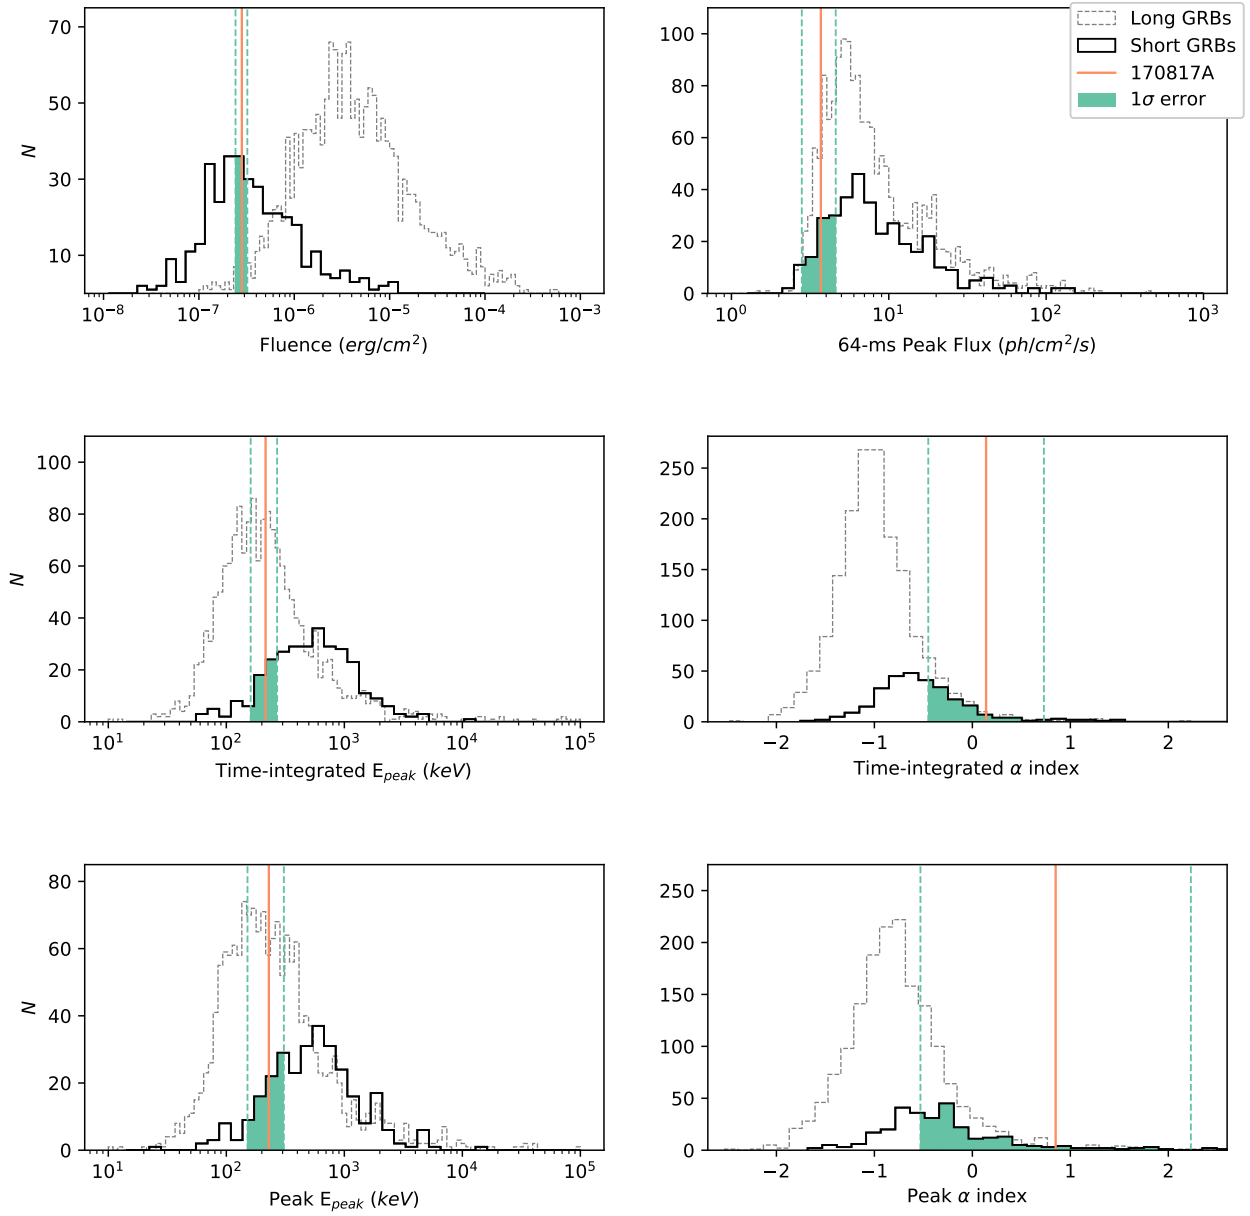 Long GRBs
Short GRBs
170817A
1σ error
70
50
30
10
N
10⁻⁸ 10⁻⁷ 10⁻⁶ 10⁻⁵ 10⁻⁴ 10⁻³
Fluence (erg/cm²)
100
80
60
40
20
0
10⁰ 10¹ 10² 10³
64-ms Peak Flux (ph/cm²/s)
100
80
60
40
20
0
N
10¹ 10² 10³ 10⁴ 10⁵
Time-integrated E_peak (keV)
250
200
150
100
50
0
−2 −1 0 1 2
Time-integrated α index
80
60
40
20
0
N
10¹ 10² 10³ 10⁴ 10⁵
Peak E_peak (keV)
250
200
150
100
50
0
−2 −1 0 1 2
Peak α index